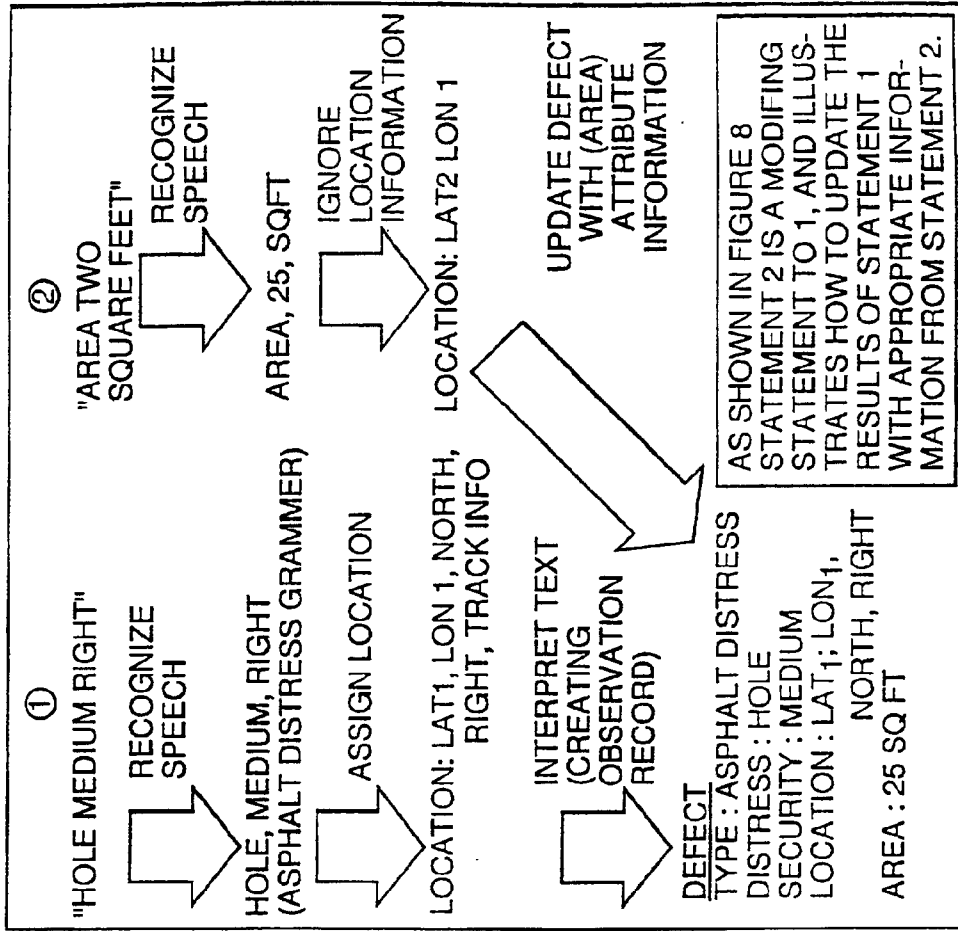 ①
"HOLE MEDIUM RIGHT"
RECOGNIZE
SPEECH
HOLE, MEDIUM, RIGHT
(ASPHALT DISTRESS GRAMMER)
ASSIGN LOCATION
LOCATION: LAT1, LON 1, NORTH,
RIGHT, TRACK INFO
INTERPRET TEXT
(CREATING
OBSERVATION
RECORD)
DEFECT
TYPE : ASPHALT DISTRESS
DISTRESS : HOLE
SECURITY : MEDIUM
LOCATION : LAT₁; LON₁,
NORTH, RIGHT
AREA : 25 SQ FT
②
"AREA TWO
SQUARE FEET"
RECOGNIZE
SPEECH
AREA, 25, SQFT
IGNORE
LOCATION
INFORMATION
LOCATION: LAT2 LON 1
UPDATE DEFECT
WITH (AREA)
ATTRIBUTE
INFORMATION
AS SHOWN IN FIGURE 8
STATEMENT 2 IS A MODIFING
STATEMENT TO 1, AND ILLUS-
TRATES HOW TO UPDATE THE
RESULTS OF STATEMENT 1
WITH APPROPRIATE INFOR-
MATION FROM STATEMENT 2.